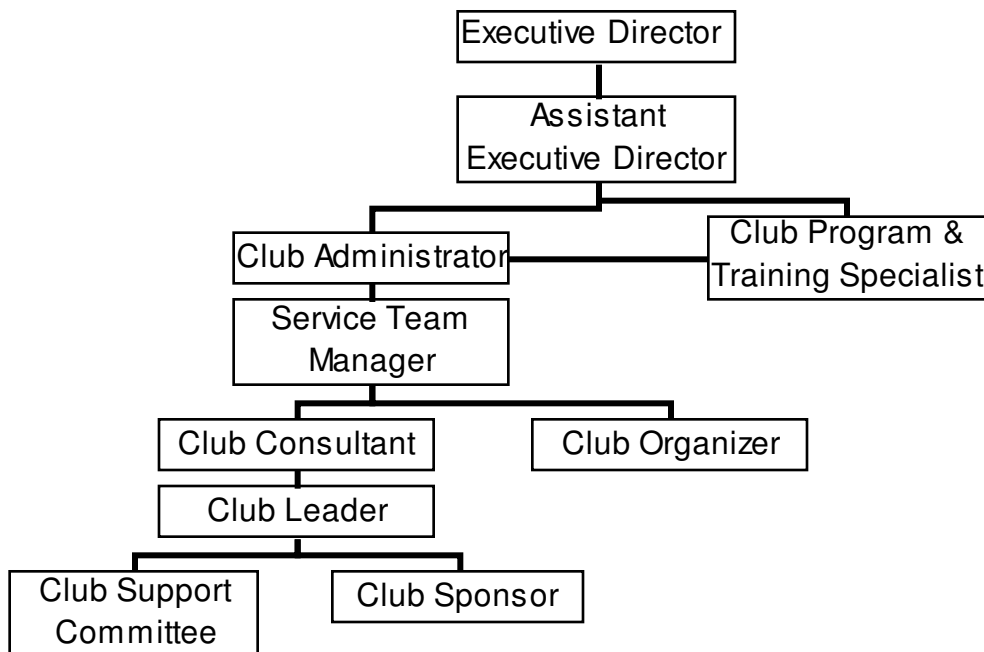 Executive Director
Assistant
Executive Director
Club Administrator
Club Program &
Training Specialist
Service Team
Manager
Club Consultant
Club Organizer
Club Leader
Club Support
Committee
Club Sponsor